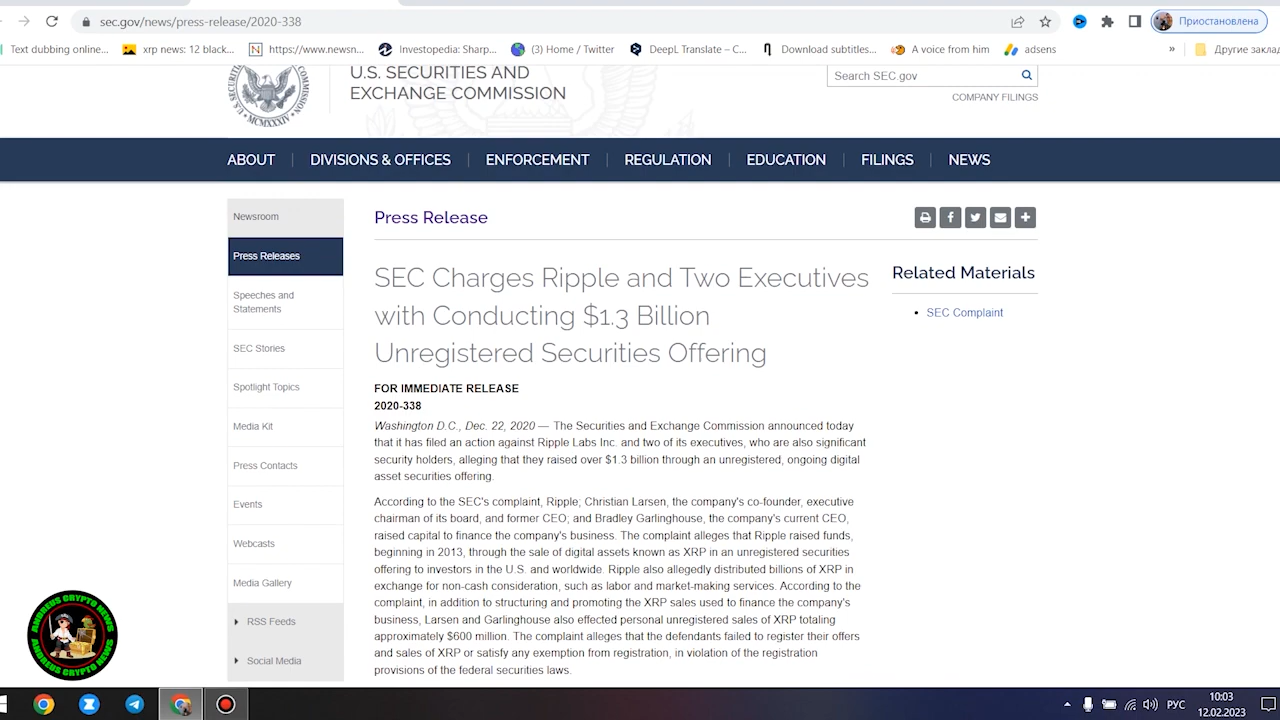 sec.gov/news/press-release/2020-338
Приостановлена
Text dubbing online...
xrp news: 12 black...
https://www.newsn...
Investopedia: Sharp...
(3) Home / Twitter
DeepL Translate – C...
Download subtitles...
A voice from him
adsens
»
Другие заклад
U.S. SECURITIES AND
EXCHANGE COMMISSION
MCMXXXIV
Search SEC.gov
COMPANY FILINGS
ABOUT
DIVISIONS & OFFICES
ENFORCEMENT
REGULATION
EDUCATION
FILINGS
NEWS
Newsroom
Press Releases
Speeches and
Statements
SEC Stories
Spotlight Topics
Media Kit
Press Contacts
Events
Webcasts
Media Gallery
RSS Feeds
Social Media
Press Release
SEC Charges Ripple and Two Executives
with Conducting $1.3 Billion
Unregistered Securities Offering
FOR IMMEDIATE RELEASE
2020-338
Washington D.C., Dec. 22, 2020 — The Securities and Exchange Commission announced today
that it has filed an action against Ripple Labs Inc. and two of its executives, who are also significant
security holders, alleging that they raised over $1.3 billion through an unregistered, ongoing digital
asset securities offering.
According to the SEC's complaint, Ripple; Christian Larsen, the company's co-founder, executive
chairman of its board, and former CEO; and Bradley Garlinghouse, the company's current CEO,
raised capital to finance the company's business. The complaint alleges that Ripple raised funds,
beginning in 2013, through the sale of digital assets known as XRP in an unregistered securities
offering to investors in the U.S. and worldwide. Ripple also allegedly distributed billions of XRP in
exchange for non-cash consideration, such as labor and market-making services. According to the
complaint, in addition to structuring and promoting the XRP sales used to finance the company's
business, Larsen and Garlinghouse also effected personal unregistered sales of XRP totaling
approximately $600 million. The complaint alleges that the defendants failed to register their offers
and sales of XRP or satisfy any exemption from registration, in violation of the registration
provisions of the federal securities laws.
Related Materials
SEC Complaint
ANDREUS CRYPTO NEWS
ANDREUS CRYPTO NEWS
РУС
10:03
12.02.2023